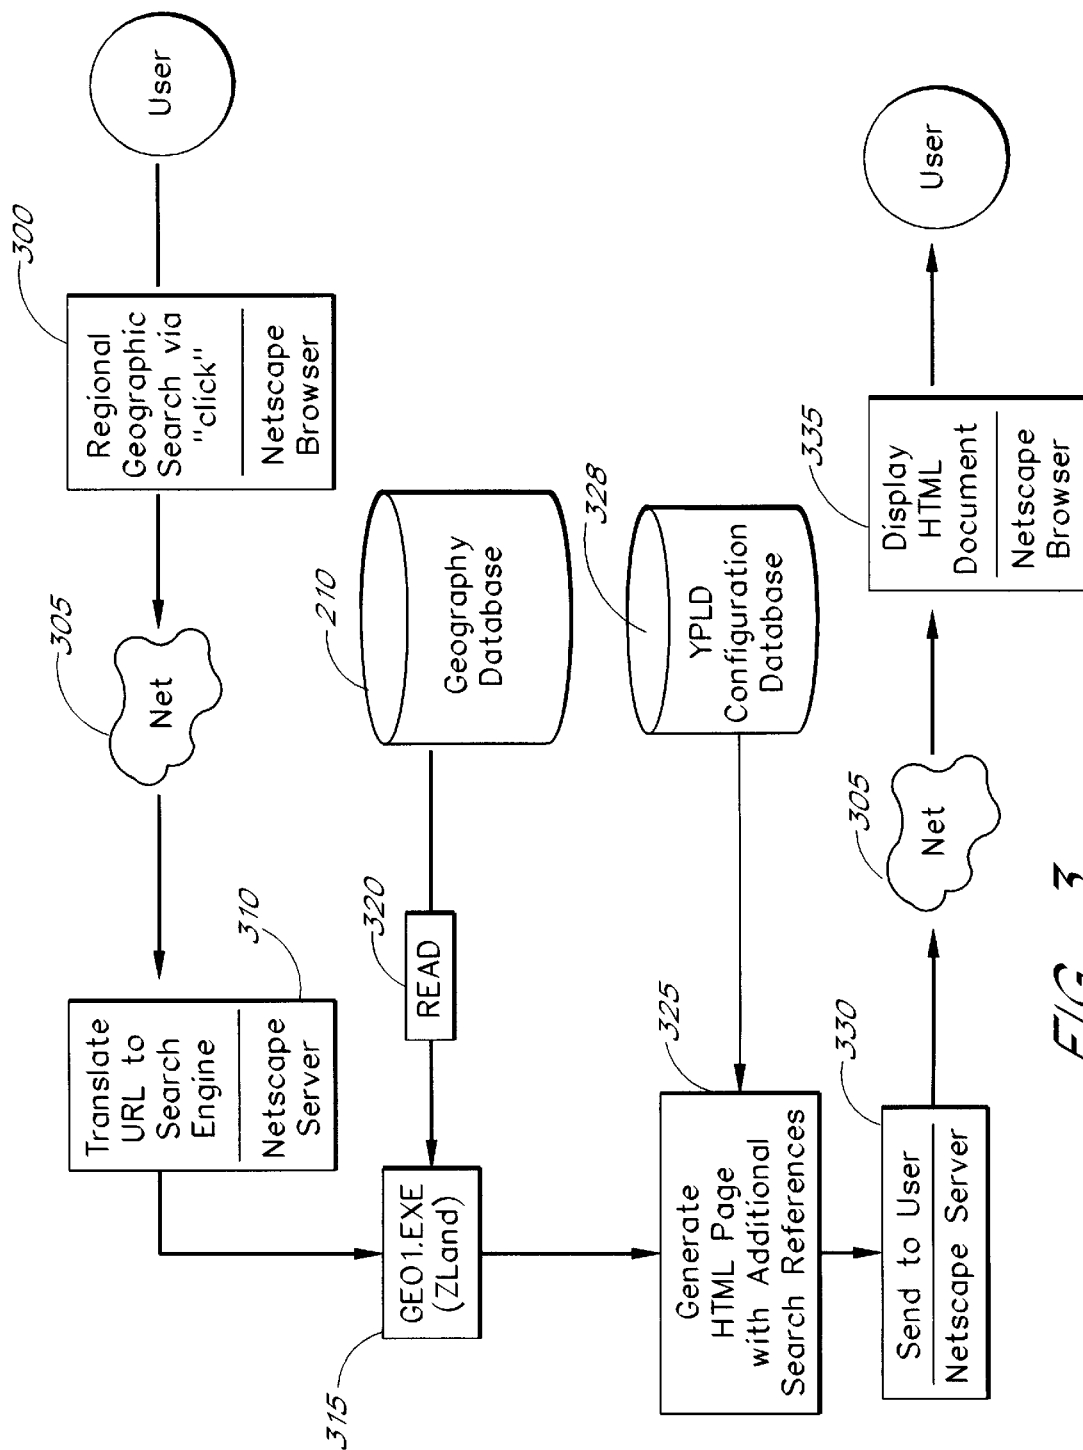 User
300
Regional
Geographic
Search via
"click"
Netscape
Browser
305
Net
310
Translate
URL to
Search
Engine
Netscape
Server
210
Geography
Database
320
READ
315
GEO1.EXE
(ZLand)
328
YPLD
Configuration
Database
325
Generate
HTML Page
with Additional
Search References
330
Send to User
Netscape Server
305
Net
335
Display
HTML
Document
Netscape
Browser
User
FIG. 3